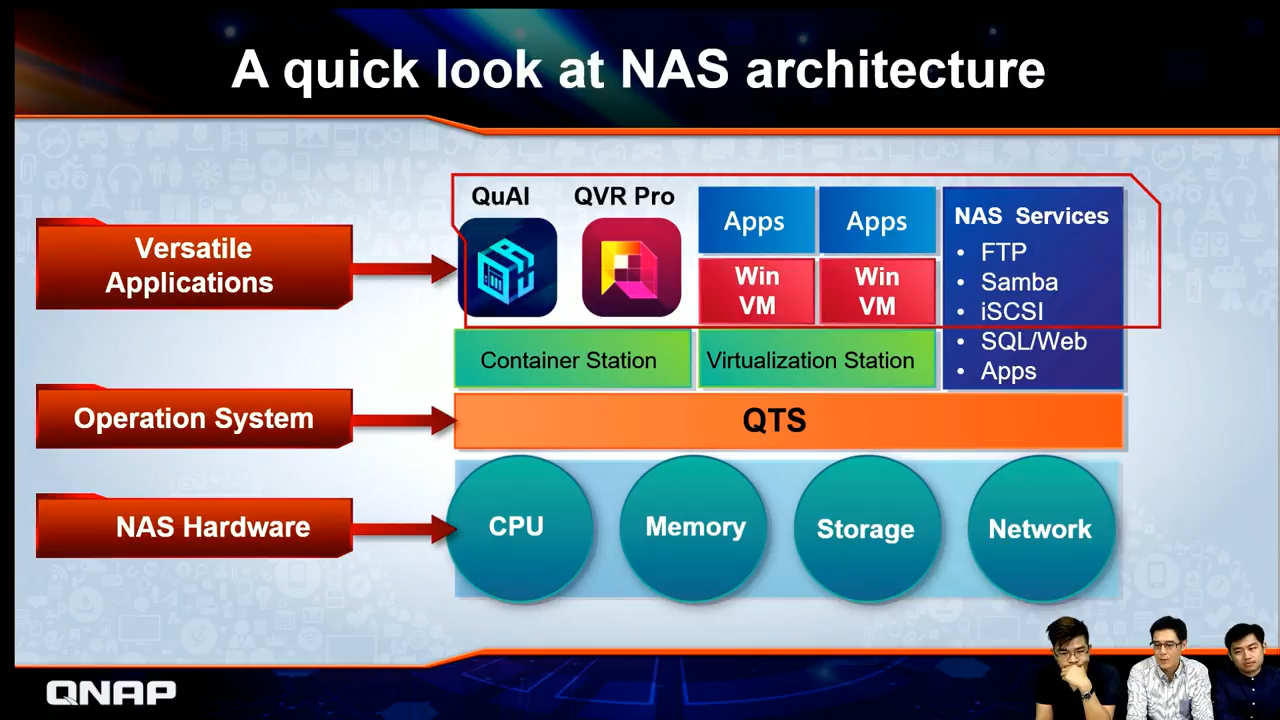 A quick look at NAS architecture
Versatile
Applications
QuAI
QVR Pro
Apps
Apps
Win
VM
Win
VM
NAS Services
• FTP
• Samba
• iSCSI
• SQL/Web
• Apps
Container Station
Virtualization Station
Operation System
QTS
NAS Hardware
CPU
Memory
Storage
Network
QNAP